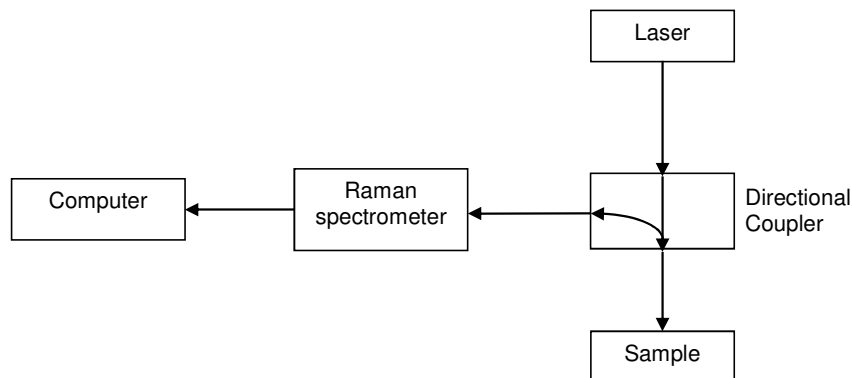 Laser
Computer
Raman
spectrometer
Directional
Coupler
Sample